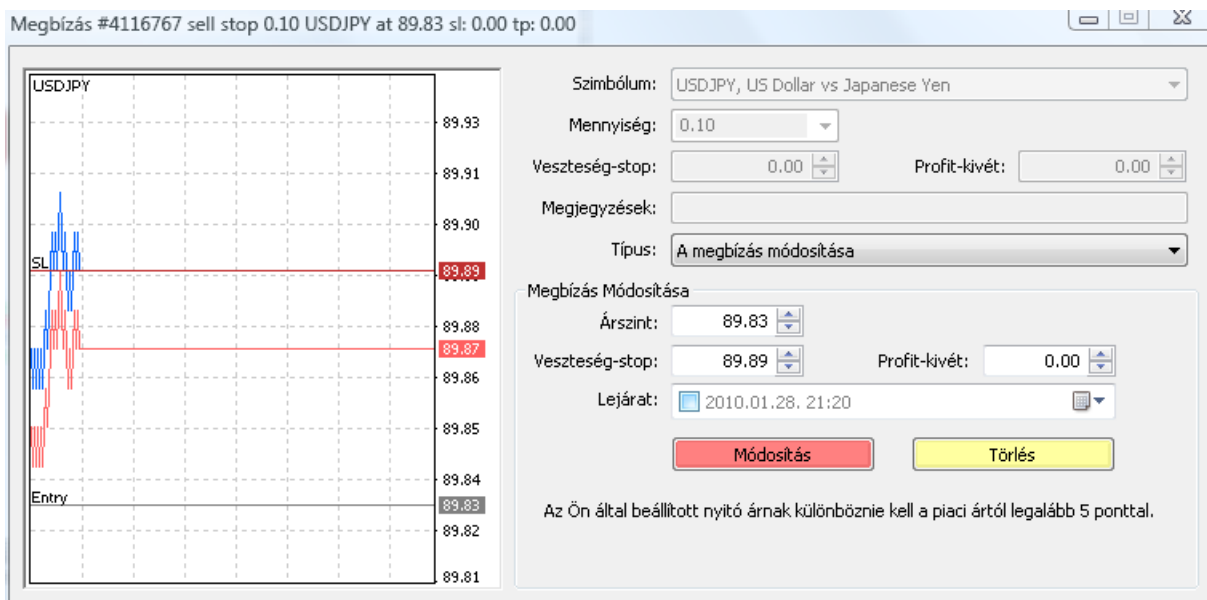 Megbízás #4116767 sell stop 0.10 USDJPY at 89.83 sl: 0.00 tp: 0.00
USDJPY
89.93
89.91
89.90
SL
89.89
89.88
89.87
89.86
89.85
89.84
Entry
89.83
89.82
89.81
Szimbólum: USDJPY, US Dollar vs Japanese Yen
Mennyiség: 0.10
Veszteség-stop: 0.00 Profit-kivét: 0.00
Megjegyzések:
Típus: A megbízás módosítása
Megbízás Módosítása
Árszint: 89.83
Veszteség-stop: 89.89 Profit-kivét: 0.00
Lejárat: 2010.01.28. 21:20
Módosítás Törlés
Az Ön által beállított nyitó árnak különböznie kell a piaci ártól legalább 5 ponttal.